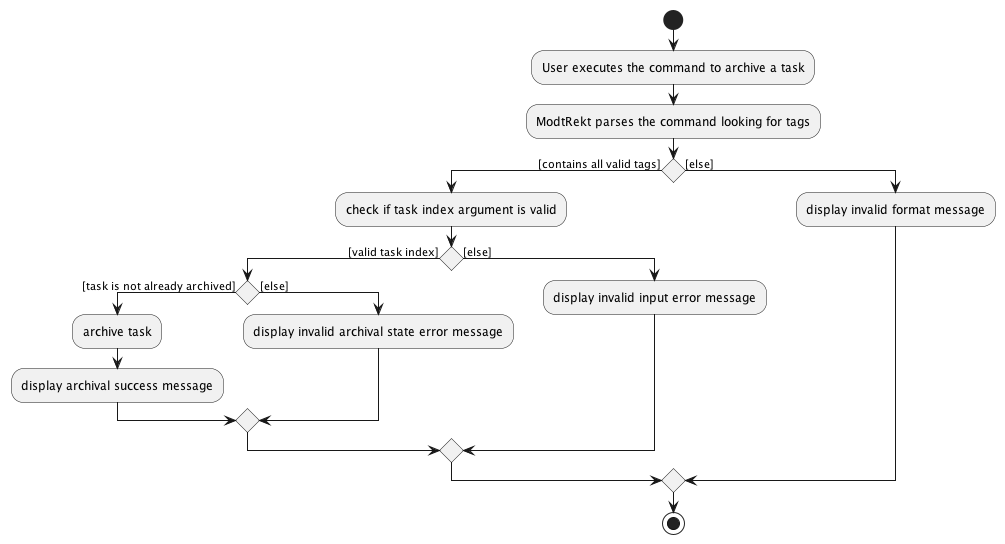 User executes the command to archive a task
ModtRekt parses the command looking for tags
[contains all valid tags]
[else]
check if task index argument is valid
display invalid format message
[valid task index]
[else]
[task is not already archived]
[else]
display invalid input error message
archive task
display invalid archival state error message
display archival success message